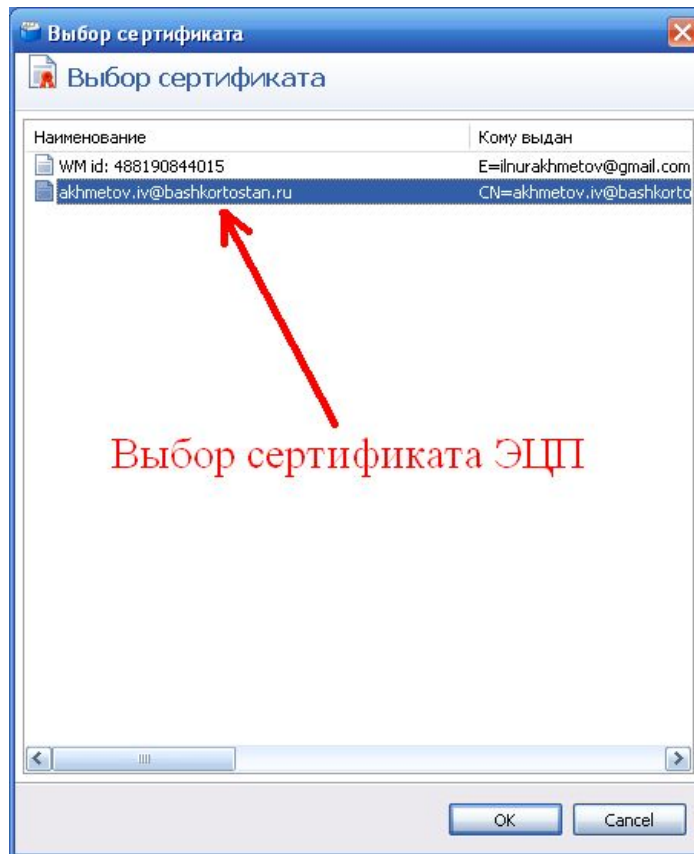 Выбор сертификата
Выбор сертификата
Наименование Кому выдан
WM id: 488190844015 E=ilnurakhmetov@gmail.com
akhmetov.iv@bashkortostan.ru CN=akhmetov.iv@bashkorto
Выбор сертификата ЭЦП
OK Cancel